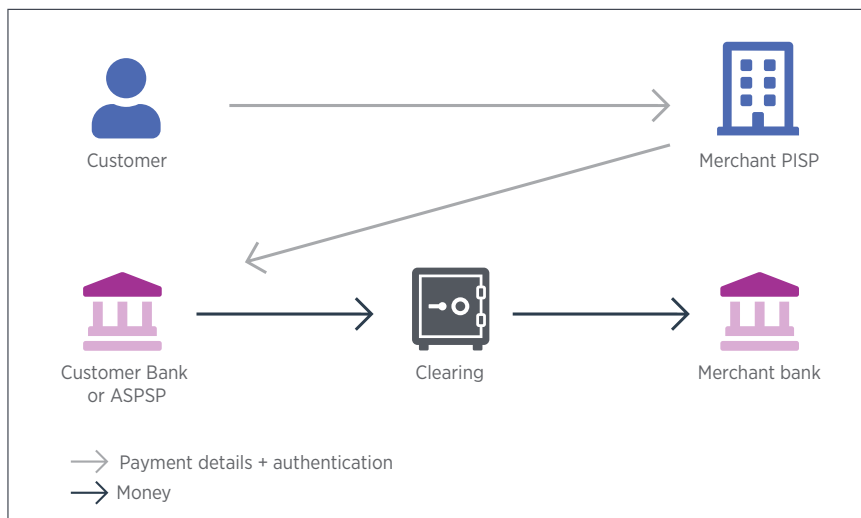 Customer
Merchant PISP
Customer Bank
or ASPSP
Clearing
Merchant bank
Payment details + authentication
Money